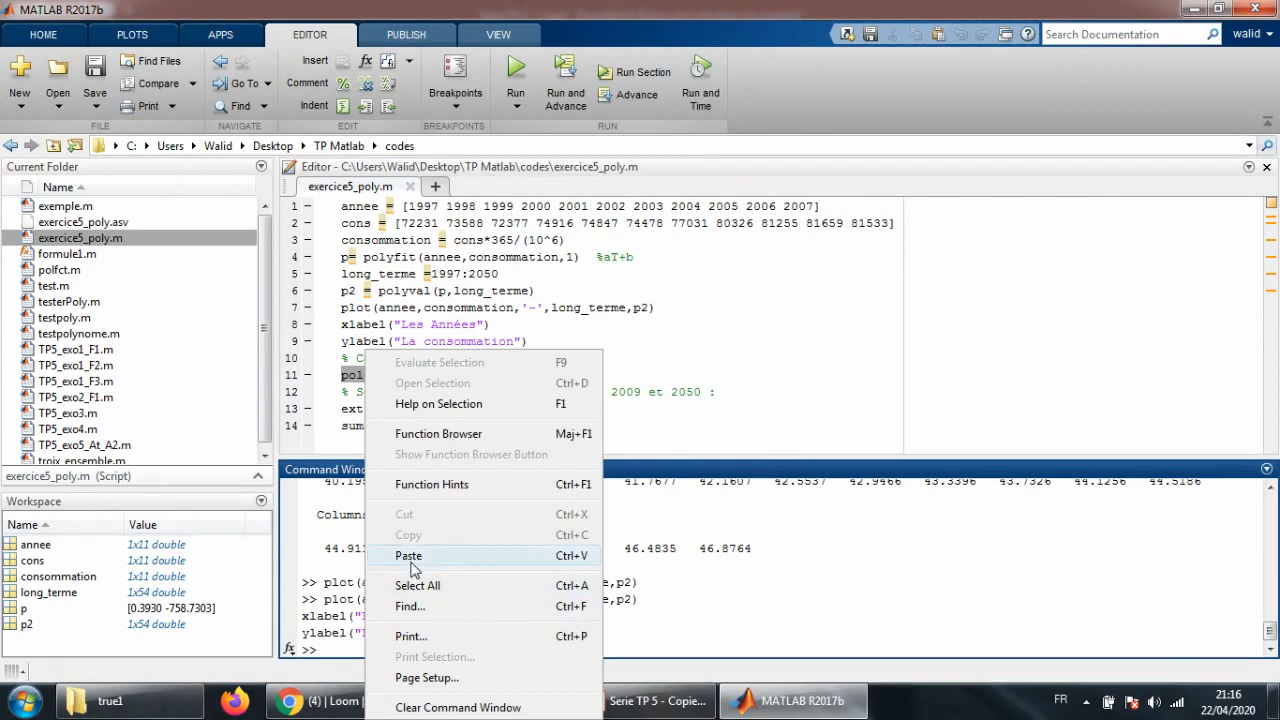 MATLAB R2017b
HOME PLOTS APPS EDITOR PUBLISH VIEW Search Documentation walid
New Open Save Find Files Compare Print
Go To Find
Insert fx Comment Indent
Breakpoints
Run Run and Advance Run Section Advance Run and Time
FILE NAVIGATE EDIT BREAKPOINTS RUN
C: Users Walid Desktop TP Matlab codes
Current Folder
Name
exemple.m
exercice5_poly.asv
exercice5_poly.m
formule1.m
polfct.m
test.m
testerPoly.m
testpoly.m
testpolynome.m
TP5_exo1_F1.m
TP5_exo1_F2.m
TP5_exo1_F3.m
TP5_exo2_F1.m
TP5_exo3.m
TP5_exo4.m
TP5_exo5_At_A2.m
troix_ensemble.m
exercice5_poly.m (Script)
Workspace
Name Value
annee 1x11 double
cons 1x11 double
consommation 1x11 double
long_terme 1x54 double
p [0.3930 -758.7303]
p2 1x54 double
Editor - C:\Users\Walid\Desktop\TP Matlab\codes\exercice5_poly.m
exercice5_poly.m
1 annee = [1997 1998 1999 2000 2001 2002 2003 2004 2005 2006 2007]
2 cons = [72231 73588 72377 74916 74847 74478 77031 80326 81255 81659 81533]
3 consommation = cons*365/(10^6)
4 p= polyfit(annee,consommation,1) %aT+b
5 long_terme =1997:2050
6 p2 = polyval(p,long_terme)
7 plot(annee,consommation,'-',long_terme,p2)
8 xlabel("Les Années")
9 ylabel("La consommation")
10 % C
11 pol
12 % S 2009 et 2050 :
13 ext
14 sum
Evaluate Selection F9
Open Selection Ctrl+D
Help on Selection F1
Function Browser Maj+F1
Show Function Browser Button
Function Hints Ctrl+F1
Cut Ctrl+X
Copy Ctrl+C
Paste Ctrl+V
Select All Ctrl+A
Find... Ctrl+F
Print... Ctrl+P
Print Selection...
Page Setup...
Clear Command Window
Command Wind
41.7677 42.1607 42.5537 42.9466 43.3396 43.7326 44.1256 44.5186
Columns
44.91 46.4835 46.8764
>> plot(a e,p2)
>> plot(a e,p2)
xlabel("
ylabel("
fx >>
true1 (4) | Loom | Serie TP 5 - Copie... MATLAB R2017b FR 21:16
22/04/2020